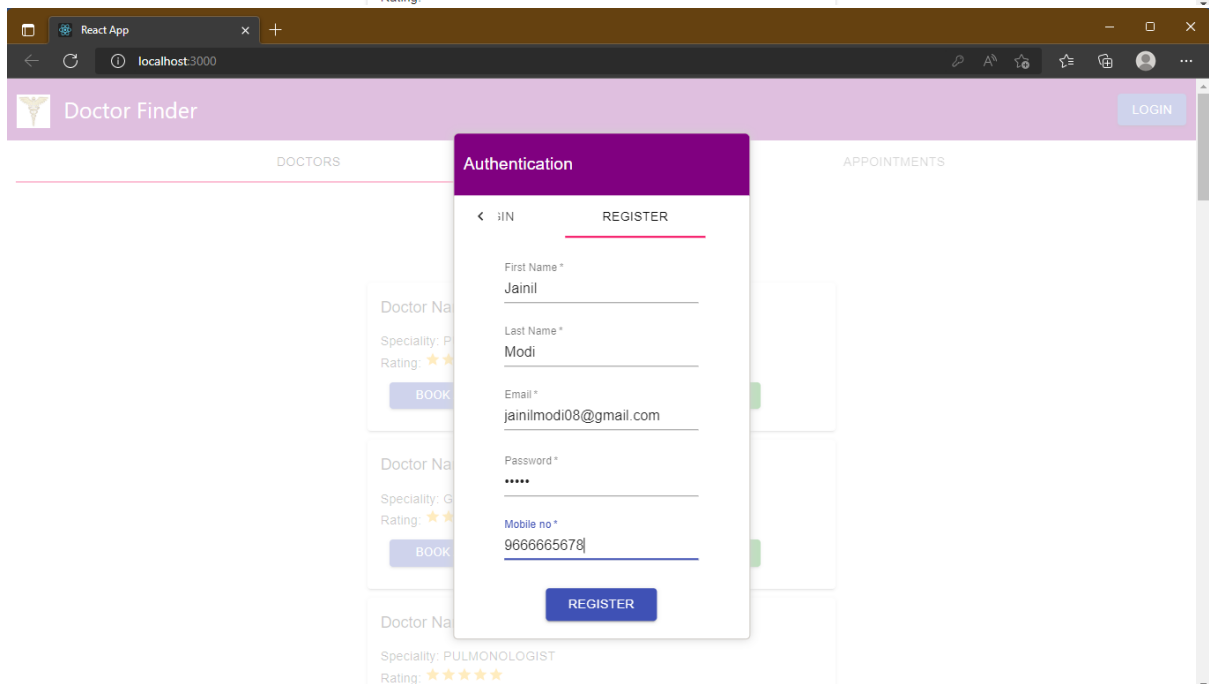 Rating:
React App
localhost:3000
Doctor Finder
LOGIN
DOCTORS
APPOINTMENTS
Authentication
REGISTER
First Name *
Jainil
Last Name *
Modi
Email *
jainilmodi08@gmail.com
Password *
•••••
Mobile no *
9666665678
REGISTER
Doctor Na
Speciality: P
Rating:
BOOK
Doctor Na
Speciality: G
Rating:
BOOK
Doctor Na
Speciality: PULMONOLOGIST
Rating: